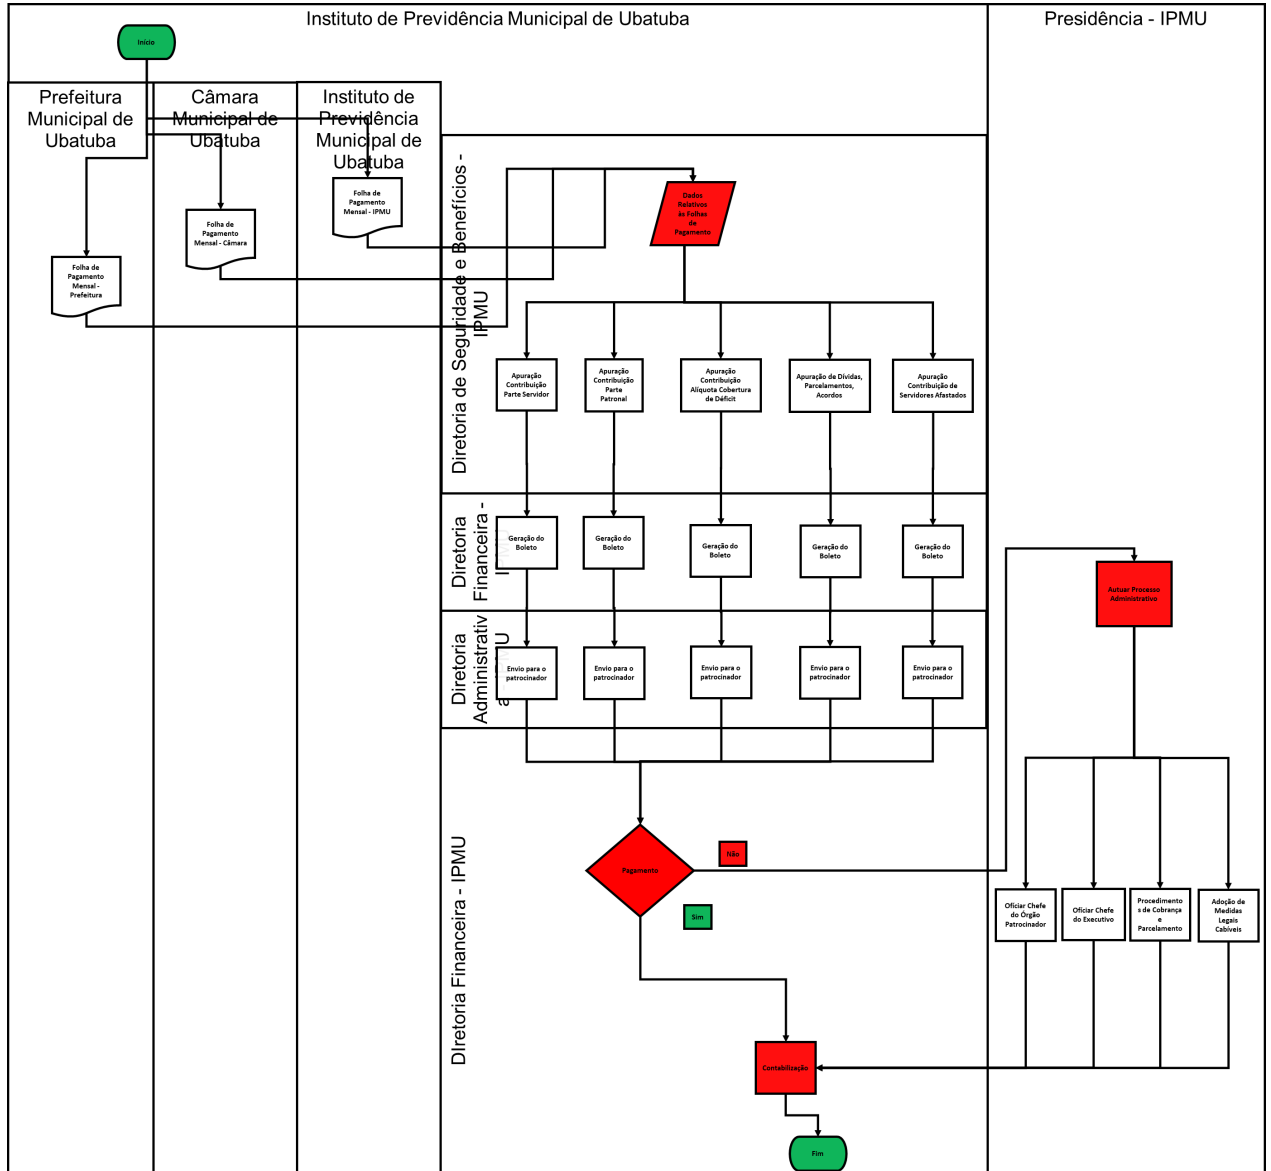 Instituto de Previdência Municipal de Ubatuba
Presidência - IPMU
Início
Prefeitura
Municipal de
Ubatuba
Câmara
Municipal de
Ubatuba
Instituto de
Previdência
Municipal de
Ubatuba
Folha de
Pagamento
Mensal - IPMU
Folha de
Pagamento
Mensal - Câmara
Folha de
Pagamento
Mensal -
Prefeitura
Diretoria de Seguridade e Benefícios -
IPMU
Dados
Relativos
às Folhas
de
Pagamento
Apuração
Contribuição
Parte Servidor
Apuração
Contribuição
Parte
Patronal
Apuração
Contribuição
Alíquota Cobertura
de Déficit
Apuração de Dívidas,
Parcelamentos,
Acordos
Apuração
Contribuição de
Servidores Afastados
Diretoria
Financeira -
IPMU
Geração do
Boleto
Geração do
Boleto
Geração do
Boleto
Geração do
Boleto
Geração do
Boleto
Diretoria
Administrativ
a - IPMU
Envio para o
patrocinador
Envio para o
patrocinador
Envio para o
patrocinador
Envio para o
patrocinador
Envio para o
patrocinador
Autuar Processo
Administrativo
DIretoria Financeira - IPMU
Pagamento
Não
Sim
Oficiar Chefe
do Órgão
Patrocinador
Oficiar Chefe
do Executivo
Procedimento
s de Cobrança
e
Parcelamento
Adoção de
Medidas
Legais
Cabíveis
Contabilização
Fim